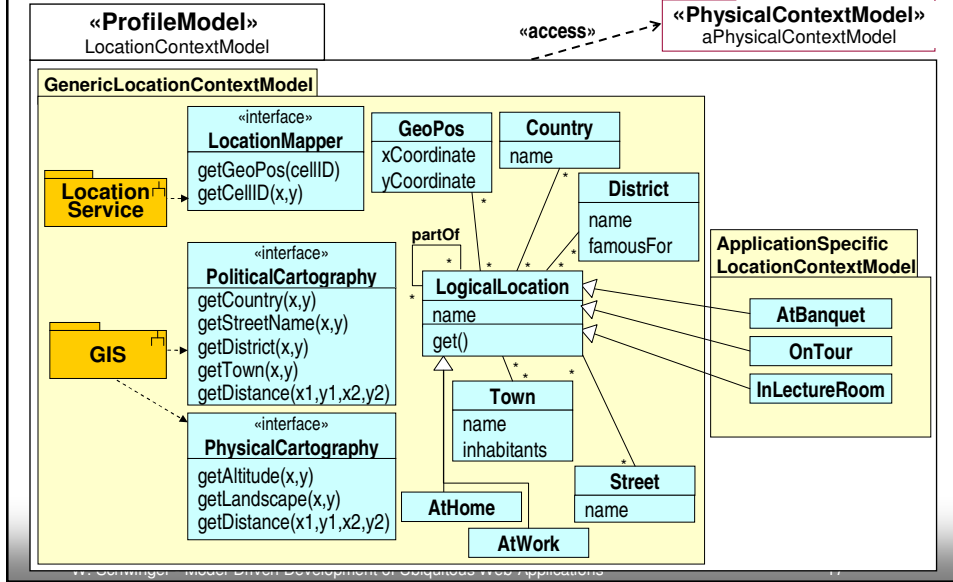 «ProfileModel»
LocationContextModel
«access»
«PhysicalContextModel»
aPhysicalContextModel
GenericLocationContextModel
«interface»
LocationMapper
getGeoPos(cellID)
getCellID(x,y)
GeoPos
xCoordinate
yCoordinate
*
Country
name
*
District
name
famousFor
*
Location
Service
partOf
*
*
*
*
*
LogicalLocation
name
get()
«interface»
PoliticalCartography
getCountry(x,y)
getStreetName(x,y)
getDistrict(x,y)
getTown(x,y)
getDistance(x1,y1,x2,y2)
GIS
ApplicationSpecific
LocationContextModel
AtBanquet
OnTour
InLectureRoom
*
*
*
Town
name
inhabitants
«interface»
PhysicalCartography
getAltitude(x,y)
getLandscape(x,y)
getDistance(x1,y1,x2,y2)
*
Street
name
AtHome
AtWork
W. Schwinger - Model-Driven Development of Ubiquitous Web Applications
17